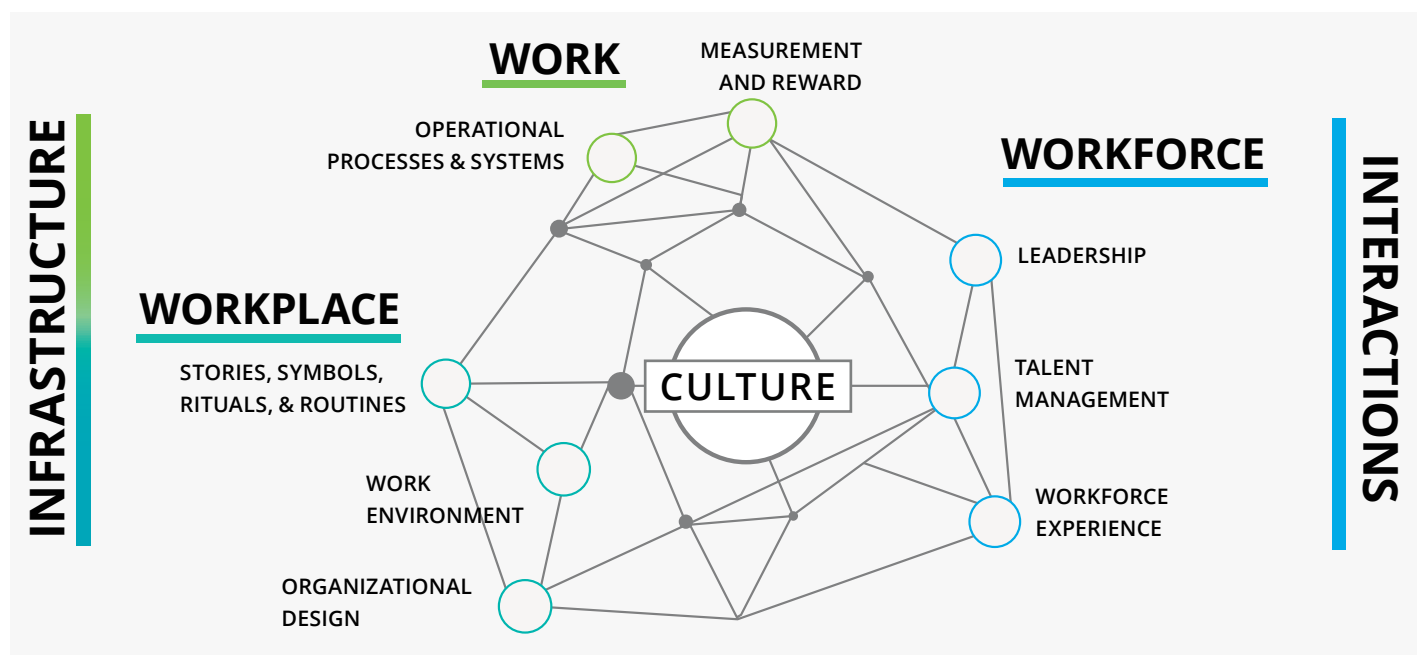 INFRASTRUCTURE
WORK
OPERATIONAL
PROCESSES & SYSTEMS
MEASUREMENT
AND REWARD
WORKPLACE
STORIES, SYMBOLS,
RITUALS, & ROUTINES
WORK
ENVIRONMENT
ORGANIZATIONAL
DESIGN
CULTURE
WORKFORCE
LEADERSHIP
TALENT
MANAGEMENT
WORKFORCE
EXPERIENCE
INTERACTIONS